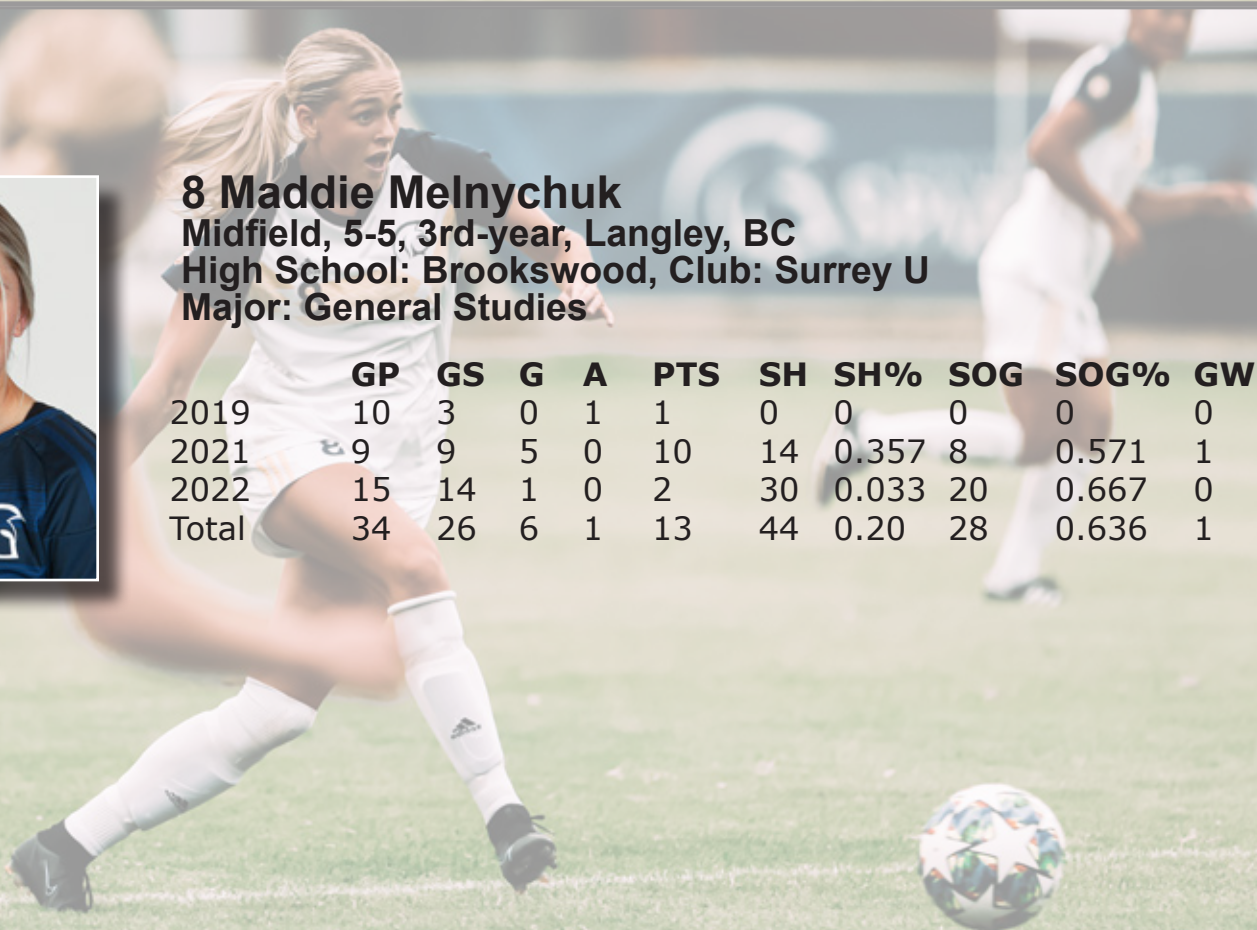 8 Maddie Melnychuk
Midfield, 5-5, 3rd-year, Langley, BC
High School: Brookswood, Club: Surrey U
Major: General Studies
GP GS G A PTS SH SH% SOG SOG% GW
2019 10 3 0 1 1 0 0 0 0 0
2021 9 9 5 0 10 14 0.357 8 0.571 1
2022 15 14 1 0 2 30 0.033 20 0.667 0
Total 34 26 6 1 13 44 0.20 28 0.636 1
8